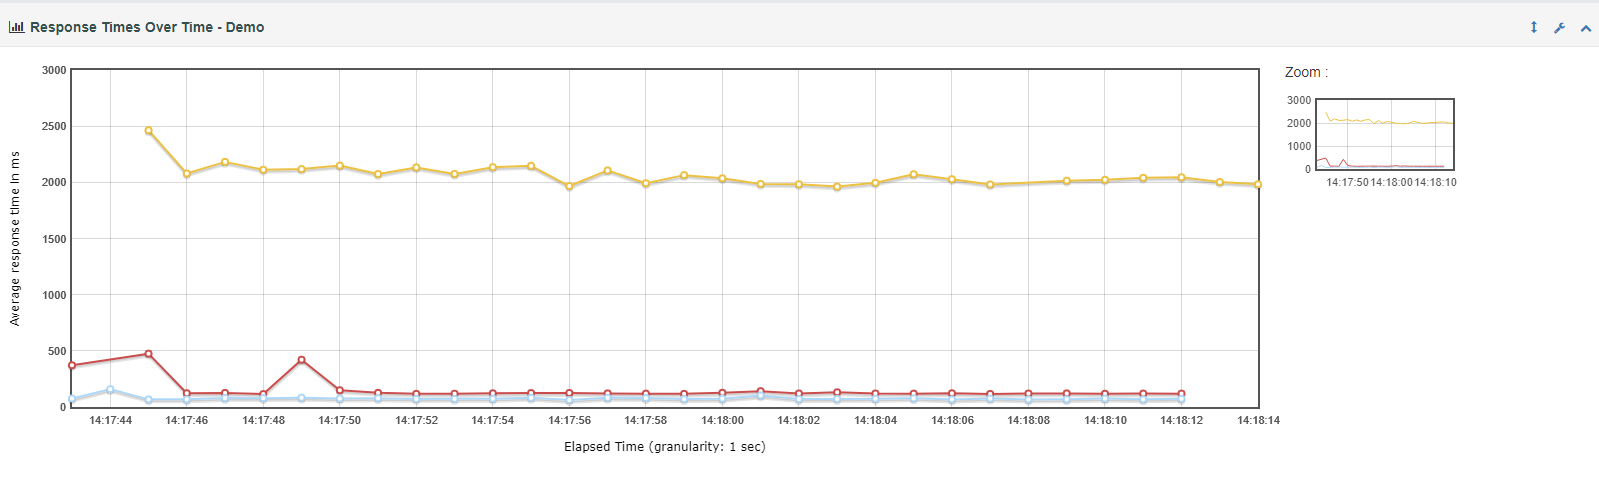 Response Times Over Time - Demo
Zoom :
3000
2500
2000
1500
1000
500
0
Average response time in ms
14:17:44 14:17:46 14:17:48 14:17:50 14:17:52 14:17:54 14:17:56 14:17:58 14:18:00 14:18:02 14:18:04 14:18:06 14:18:08 14:18:10 14:18:12 14:18:14
Elapsed Time (granularity: 1 sec)
3000
2000
1000
0
14:17:50 14:18:00 14:18:10